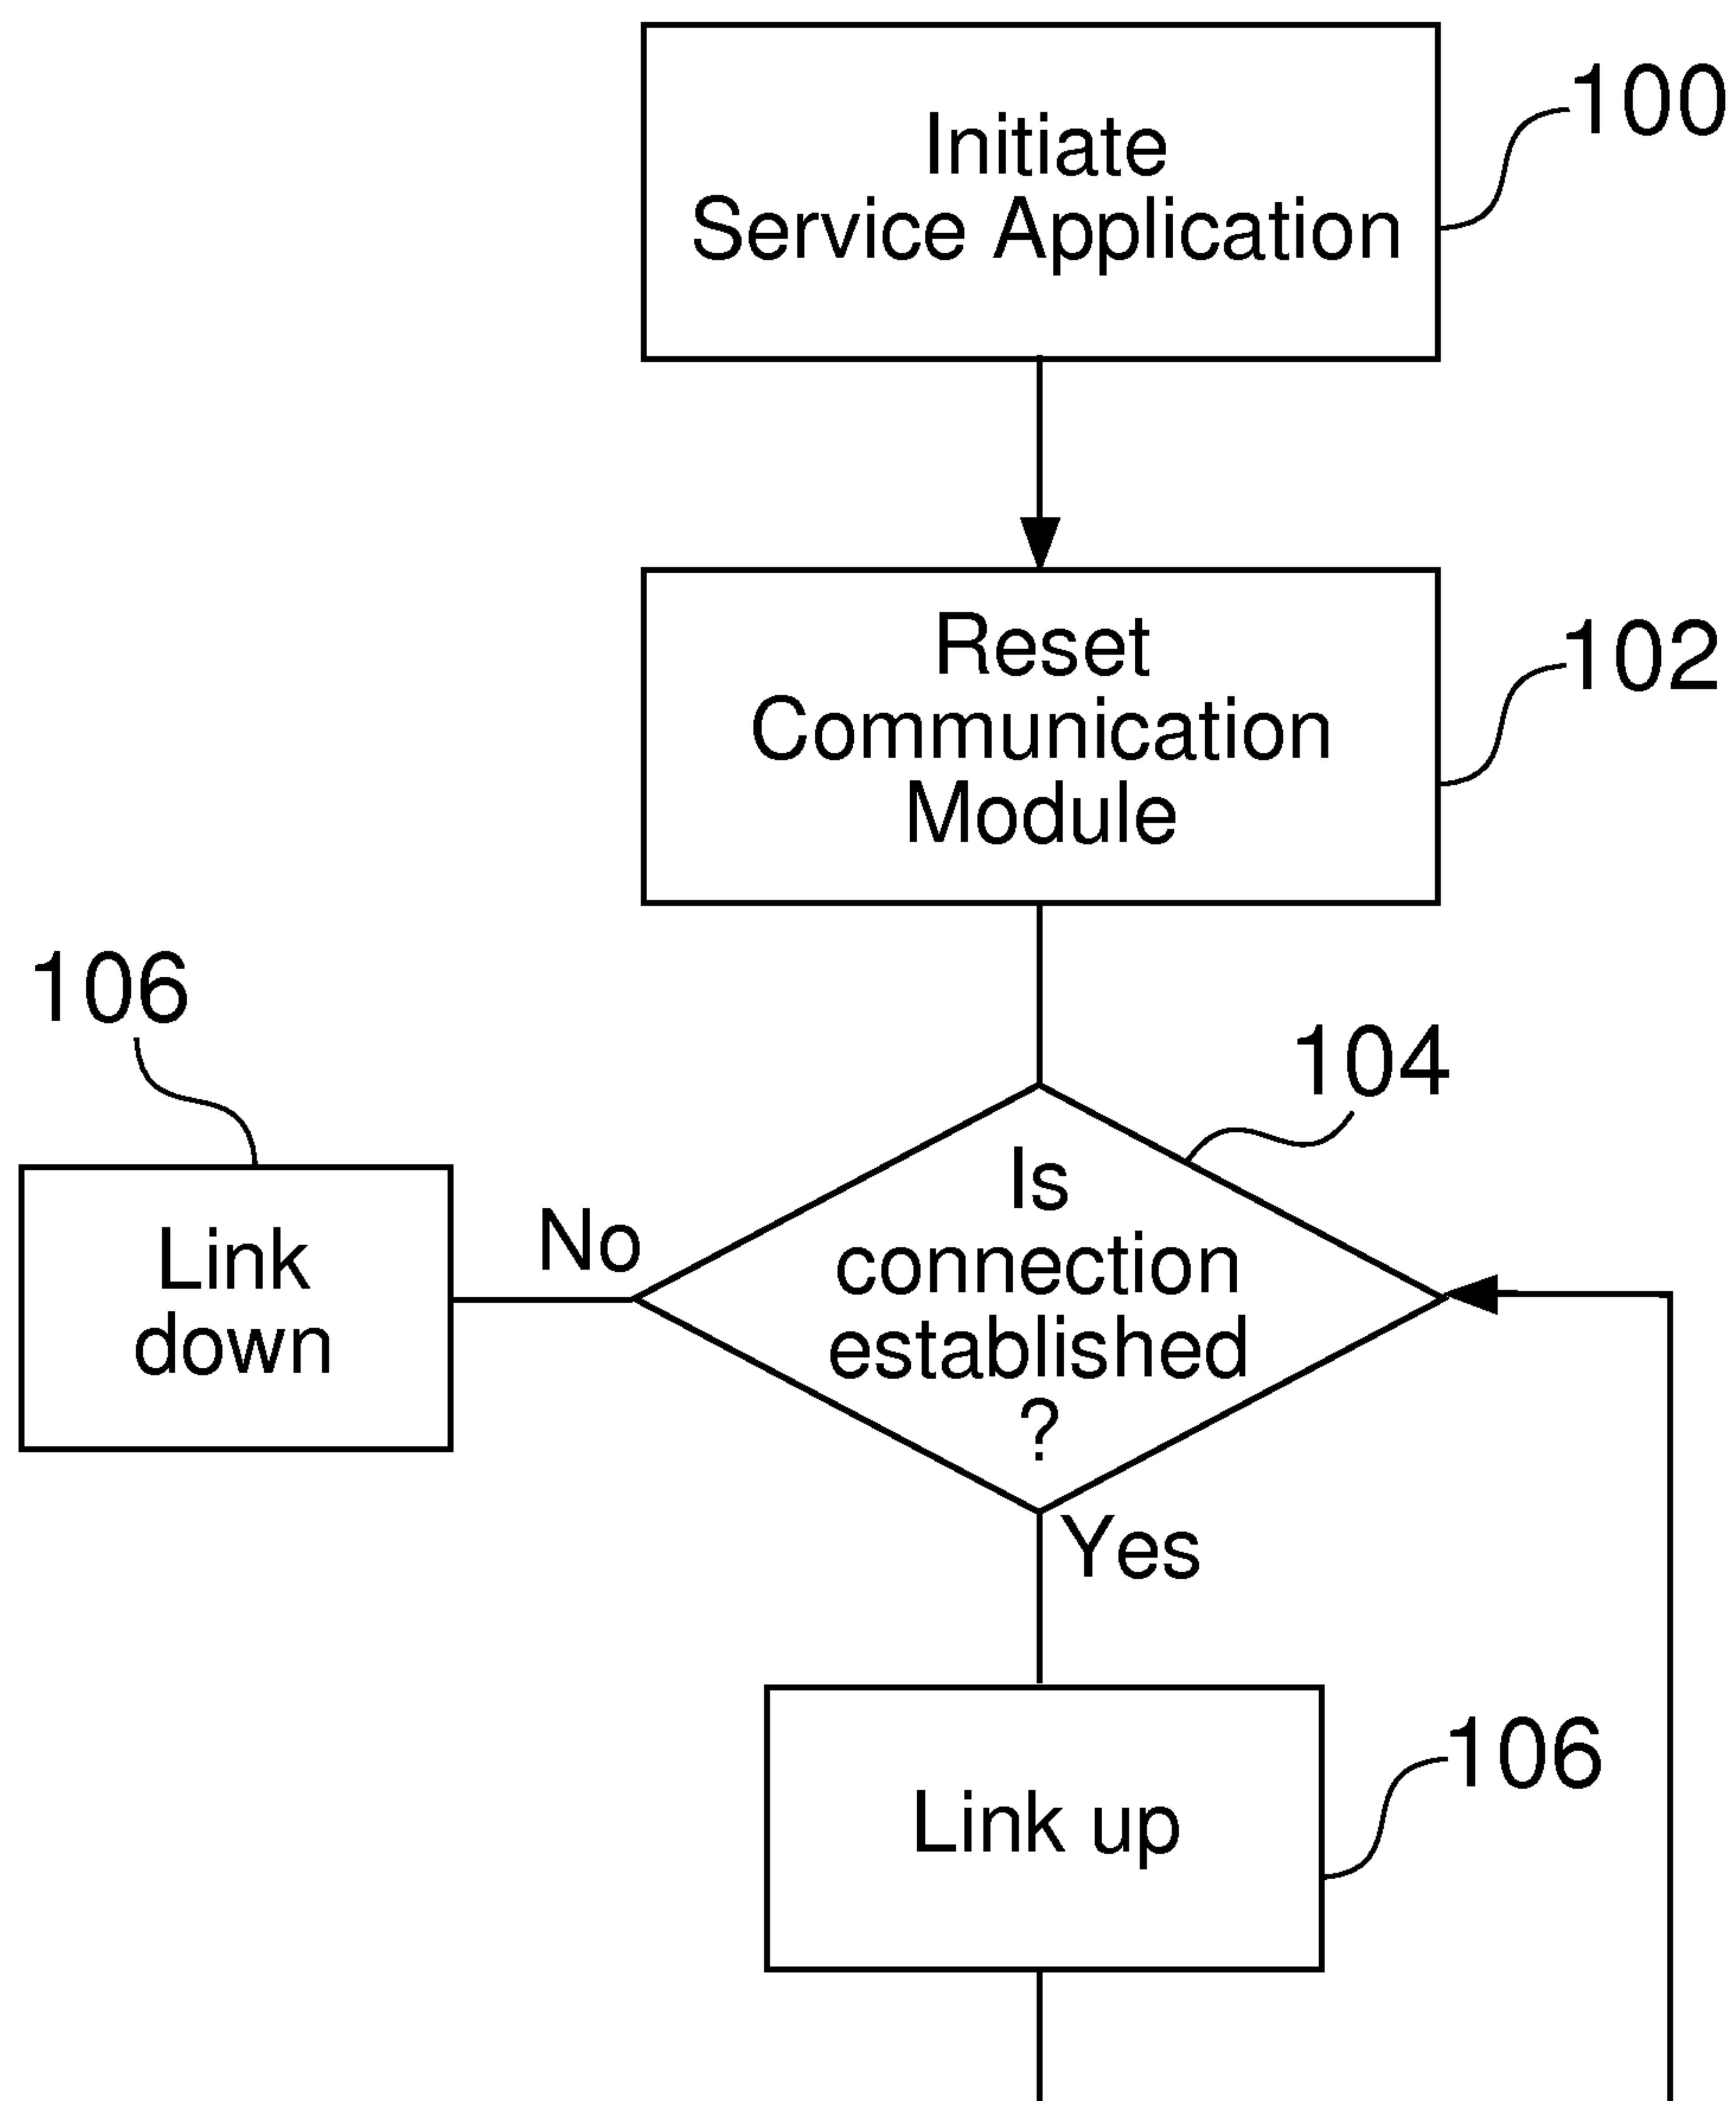 100
Initiate
Service Application
102
Reset
Communication
Module
106
104
Link
down
No
Is
connection
established
?
Yes
106
Link up